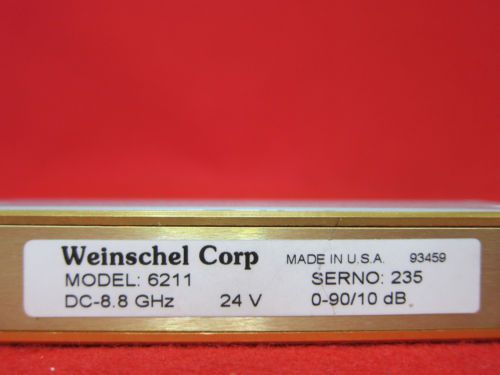 Weinschel Corp MADE IN U.S.A. 93459
MODEL: 6211 SERNO: 235
DC-8.8 GHz 24 V 0-90/10 dB